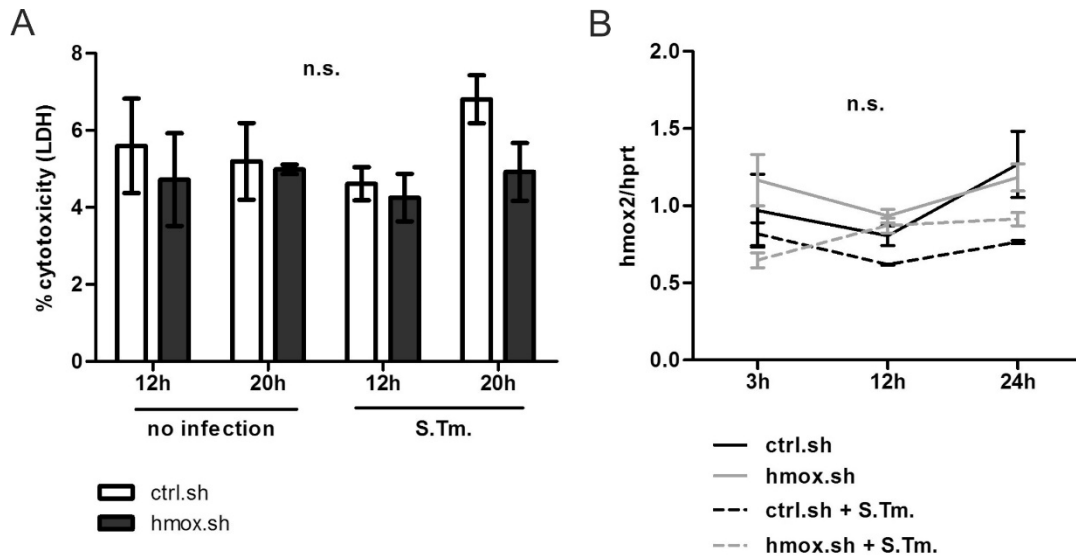 A
% cytotoxicity (LDH)
8
6
4
2
0
n.s.
12h 20h 12h 20h
no infection S.Tm.
ctrl.sh
hmox.sh
B
hmox2/hprt
2.0
1.5
1.0
0.5
0.0
n.s.
3h 12h 24h
ctrl.sh
hmox.sh
ctrl.sh + S.Tm.
hmox.sh + S.Tm.